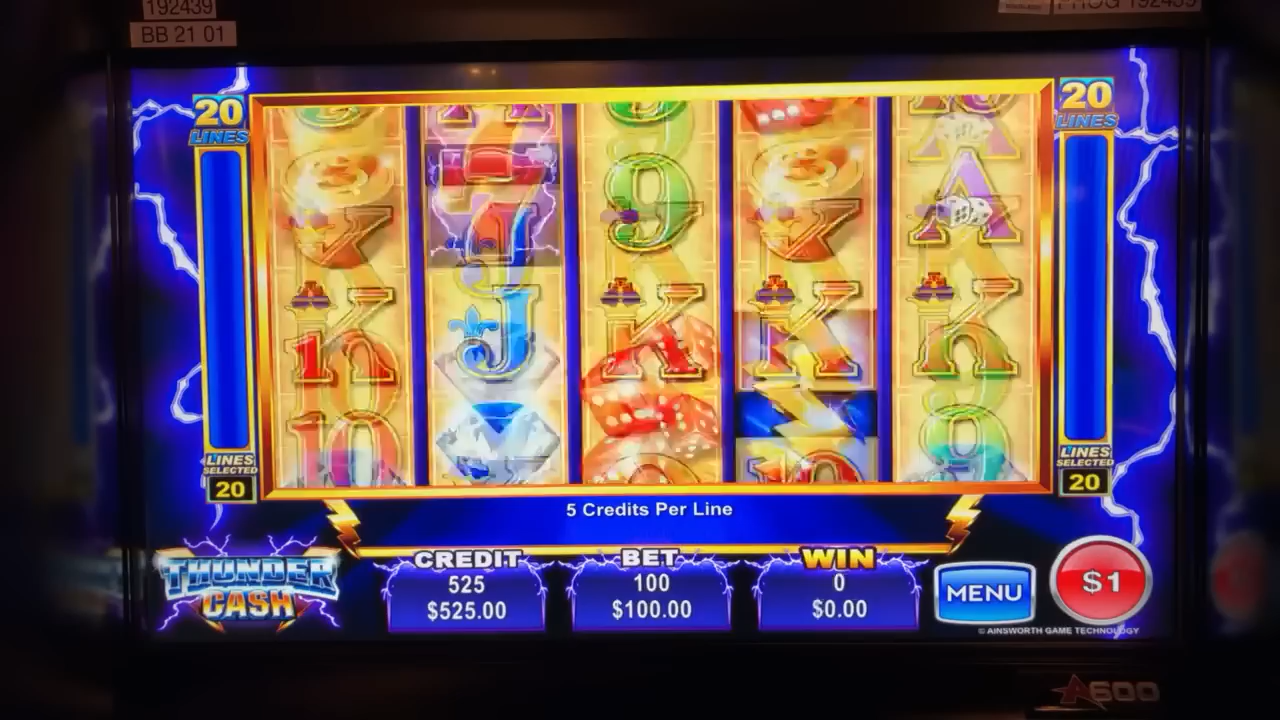 192439
PROG 192439
BB 21 01
20
LINES
20
LINES
LINES
SELECTED
20
LINES
SELECTED
20
5 Credits Per Line
THUNDER
CASH
CREDIT
525
$525.00
BET
100
$100.00
WIN
0
$0.00
MENU
$1
© AINSWORTH GAME TECHNOLOGY
A600